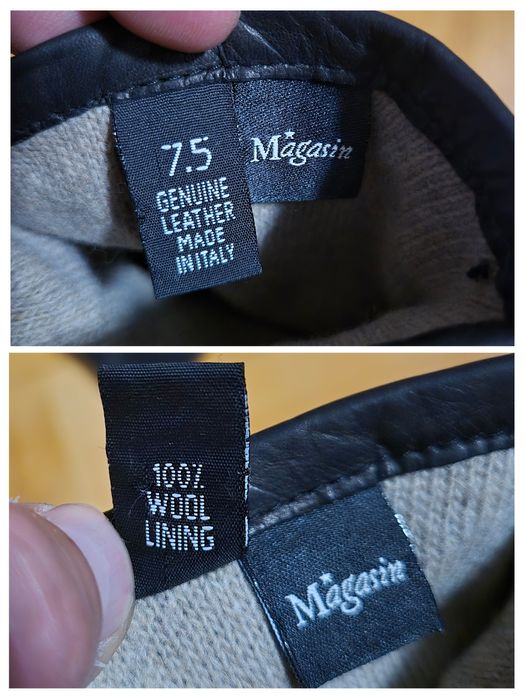 7.5
GENUINE
LEATHER
MADE
IN ITALY
Magasin
100%
WOOL
LINING
Magasin